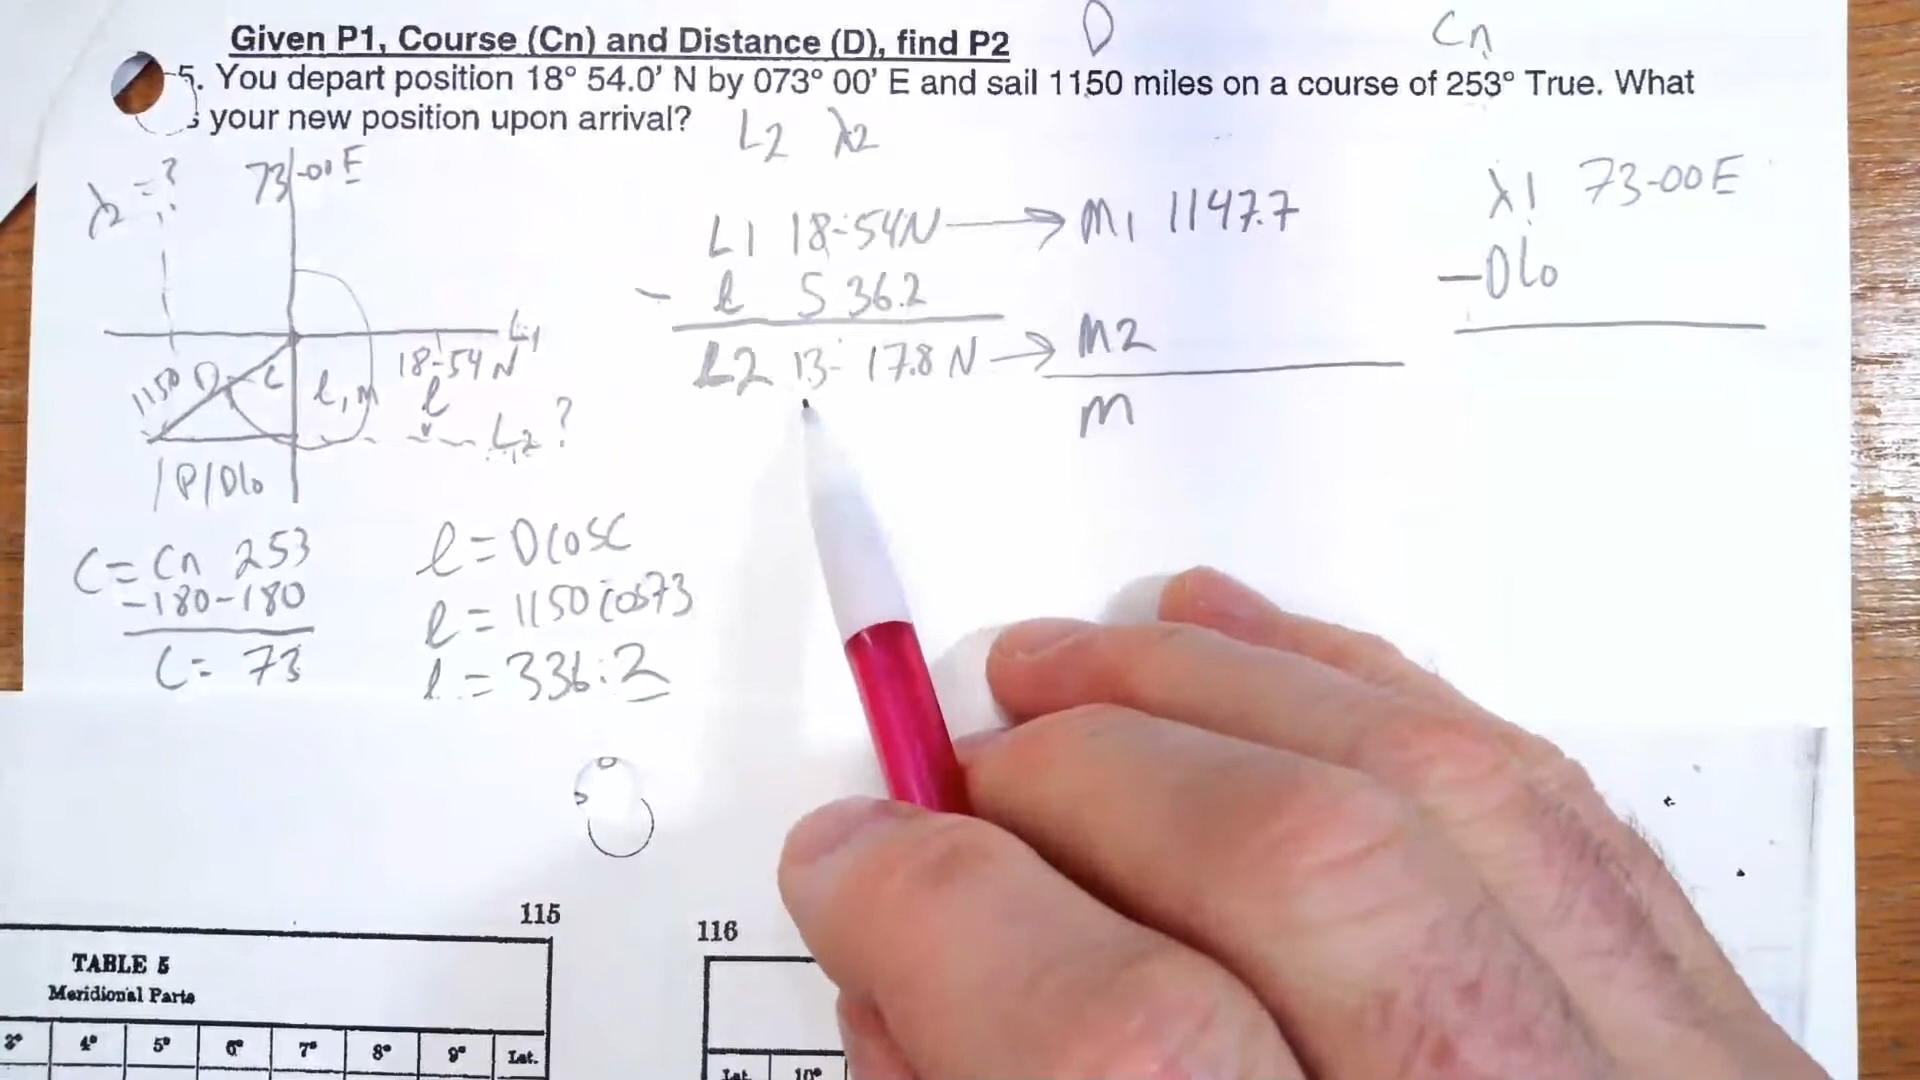 Given P1, Course (Cn) and Distance (D), find P2
D
Cn
5. You depart position 18° 54.0' N by 073° 00' E and sail 1150 miles on a course of 253° True. What
s your new position upon arrival?
L2 λ2
λ2 = ?
73-00 E
L1
18-54 N
1150 D
C
l, m
l
L2 ?
P/Dlo
C = Cn 253
-180-180
C = 73
l = D cos C
l = 1150 cos 73
l = 336.2
L1 18-54N → M1 1147.7
- l 5 36.2
L2 13- 17.8 N → M2
m
λ1 73-00 E
-Dlo
115
TABLE 5
Meridional Parts
3° 4° 5° 6° 7° 8° 9° Lat.
116
Lat. 10°